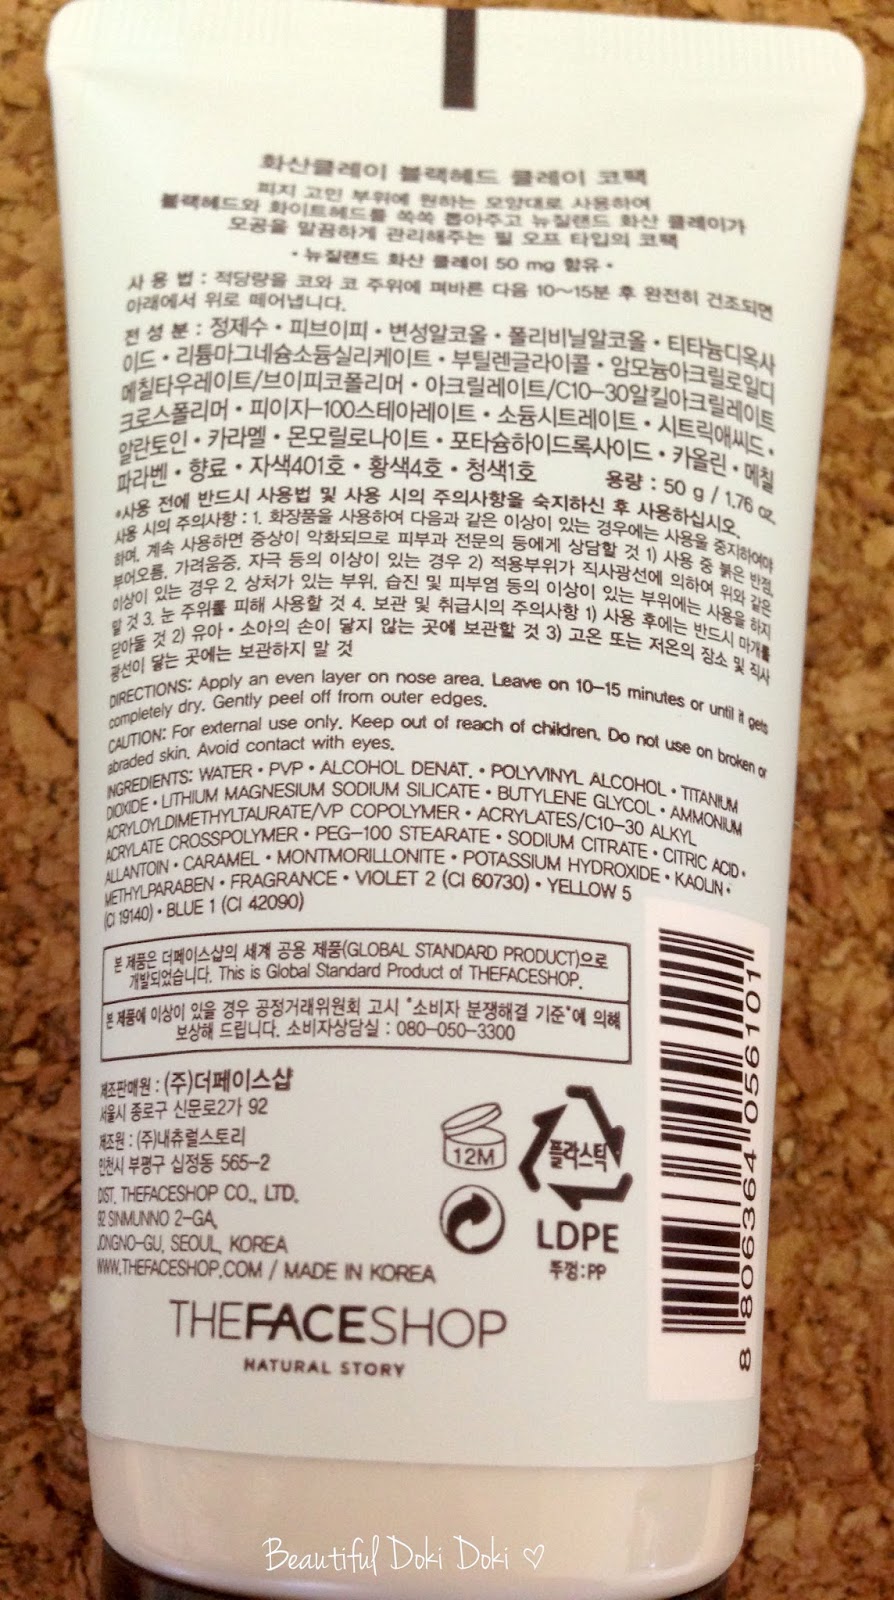 화산클레이 블랙헤드 클레이 코팩
피지 고민 부위에 원하는 모양대로 사용하여
블랙헤드와 화이트헤드를 쏙쏙 뽑아주고 뉴질랜드 화산 클레이가
모공을 말끔하게 관리해주는 필 오프 타입의 코팩
• 뉴질랜드 화산 클레이 50 mg 함유 •
사 용 법 : 적당량을 코와 코 주위에 펴바른 다음 10~15분 후 완전히 건조되면
아래에서 위로 떼어냅니다.
전 성 분 : 정제수 • 피브이피 • 변성알코올 • 폴리비닐알코올 • 티타늄디옥사
이드 • 리튬마그네슘소듐실리케이트 • 부틸렌글라이콜 • 암모늄아크릴로일디
메칠타우레이트/브이피코폴리머 • 아크릴레이트/C10-30알킬아크릴레이트
크로스폴리머 • 피이지-100스테아레이트 • 소듐시트레이트 • 시트릭애씨드 •
알란토인 • 카라멜 • 몬모릴로나이트 • 포타슘하이드록사이드 • 카올린 • 메칠
파라벤 • 향료 • 자색401호 • 황색4호 • 청색1호 용량 : 50 g / 1.76 oz.
*사용 전에 반드시 사용법 및 사용 시의 주의사항을 숙지하신 후 사용하십시오.
사용 시의 주의사항 : 1. 화장품을 사용하여 다음과 같은 이상이 있는 경우에는 사용을 중지하여야
하며, 계속 사용하면 증상이 악화되므로 피부과 전문의 등에게 상담할 것 1) 사용 중 붉은 반점,
부어오름, 가려움증, 자극 등의 이상이 있는 경우 2) 적용부위가 직사광선에 의하여 위와 같은
이상이 있는 경우 2. 상처가 있는 부위, 습진 및 피부염 등의 이상이 있는 부위에는 사용을 하지
말 것 3. 눈 주위를 피해 사용할 것 4. 보관 및 취급시의 주의사항 1) 사용 후에는 반드시 마개를
닫아둘 것 2) 유아 • 소아의 손이 닿지 않는 곳에 보관할 것 3) 고온 또는 저온의 장소 및 직사
광선이 닿는 곳에는 보관하지 말 것
DIRECTIONS: Apply an even layer on nose area. Leave on 10-15 minutes or until it gets
completely dry. Gently peel off from outer edges.
CAUTION: For external use only. Keep out of reach of children. Do not use on broken or
abraded skin. Avoid contact with eyes.
INGREDIENTS: WATER • PVP • ALCOHOL DENAT. • POLYVINYL ALCOHOL • TITANIUM
DIOXIDE • LITHIUM MAGNESIUM SODIUM SILICATE • BUTYLENE GLYCOL • AMMONIUM
ACRYLOYLDIMETHYLTAURATE/VP COPOLYMER • ACRYLATES/C10-30 ALKYL
ACRYLATE CROSSPOLYMER • PEG-100 STEARATE • SODIUM CITRATE • CITRIC ACID •
ALLANTOIN • CARAMEL • MONTMORILLONITE • POTASSIUM HYDROXIDE • KAOLIN •
METHYLPARABEN • FRAGRANCE • VIOLET 2 (CI 60730) • YELLOW 5
(CI 19140) • BLUE 1 (CI 42090)
본 제품은 더페이스샵의 세계 공용 제품(GLOBAL STANDARD PRODUCT)으로
개발되었습니다. This is Global Standard Product of THEFACESHOP.
본 제품에 이상이 있을 경우 공정거래위원회 고시 "소비자 분쟁해결 기준"에 의해
보상해 드립니다. 소비자상담실 : 080-050-3300
제조판매원 : (주)더페이스샵
서울시 종로구 신문로2가 92
제조원 : (주)내츄럴스토리
인천시 부평구 십정동 565-2
DIST. THEFACESHOP CO., LTD.
92 SINMUNNO 2-GA,
JONGNO-GU, SEOUL, KOREA
WWW.THEFACESHOP.COM / MADE IN KOREA
12M
플라스틱
LDPE
뚜껑:PP
8 806364 056101
THEFACESHOP
NATURAL STORY
Beautiful Doki Doki ♡